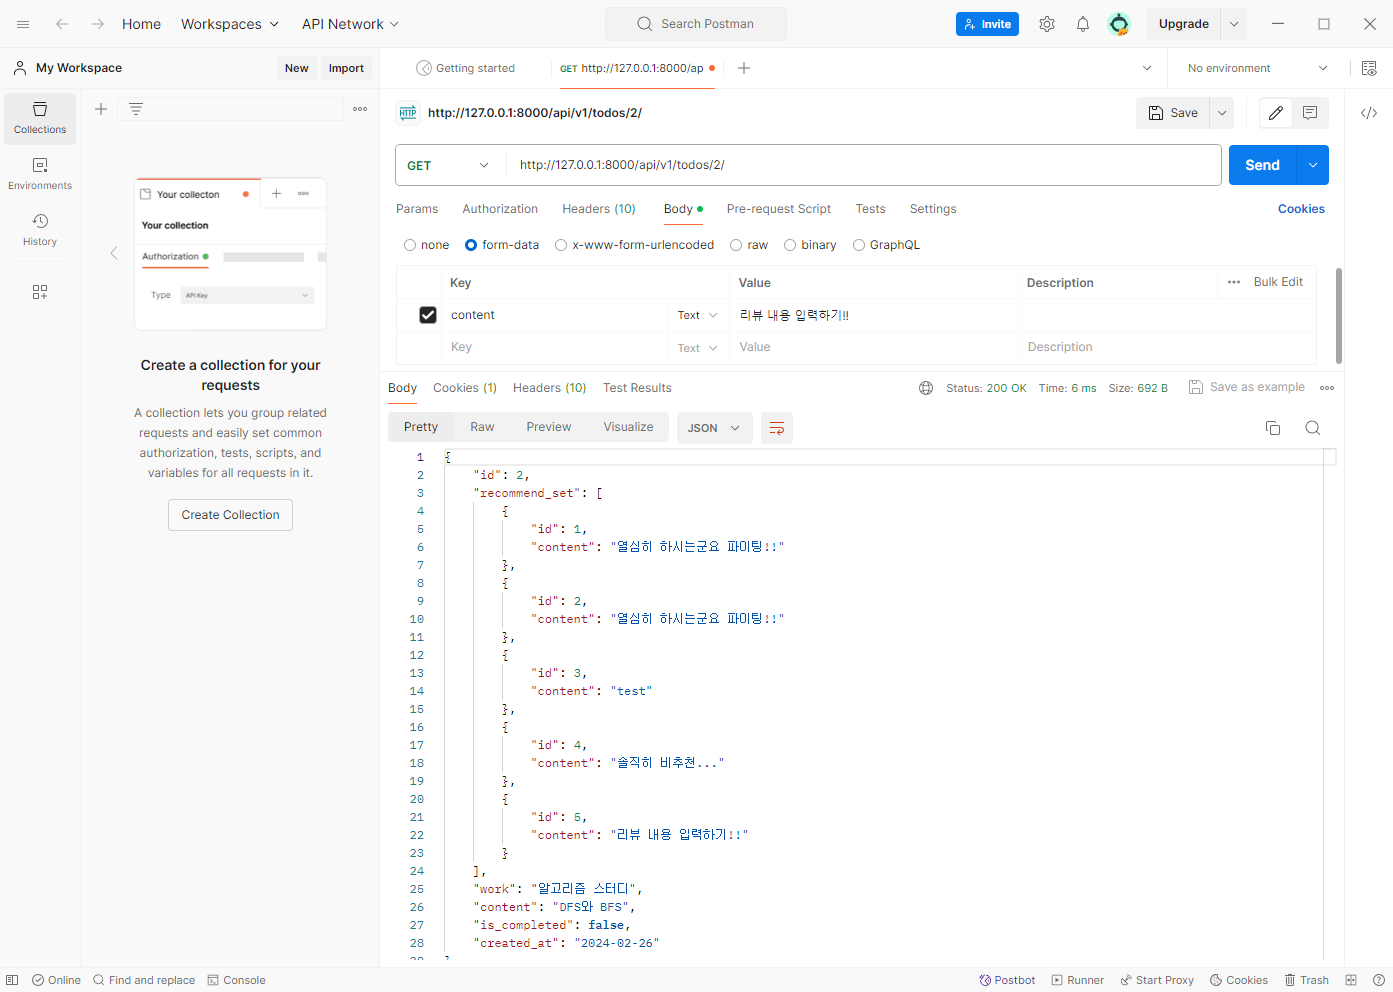 Home Workspaces API Network Search Postman Invite Upgrade
My Workspace New Import Getting started GET http://127.0.0.1:8000/ap No environment
Collections
Environments
History
Your collecton
Your collection
Authorization
Type API Key
Create a collection for your
requests
A collection lets you group related
requests and easily set common
authorization, tests, scripts, and
variables for all requests in it.
Create Collection
HTTP http://127.0.0.1:8000/api/v1/todos/2/ Save
GET http://127.0.0.1:8000/api/v1/todos/2/ Send
Params Authorization Headers (10) Body Pre-request Script Tests Settings Cookies
none form-data x-www-form-urlencoded raw binary GraphQL
Key Value Description Bulk Edit
content Text 리뷰 내용 입력하기!!
Key Text Value Description
Body Cookies (1) Headers (10) Test Results Status: 200 OK Time: 6 ms Size: 692 B Save as example
Pretty Raw Preview Visualize JSON
1 {
2 "id": 2,
3 "recommend_set": [
4 {
5 "id": 1,
6 "content": "열심히 하시는군요 파이팅!!"
7 },
8 {
9 "id": 2,
10 "content": "열심히 하시는군요 파이팅!!"
11 },
12 {
13 "id": 3,
14 "content": "test"
15 },
16 {
17 "id": 4,
18 "content": "솔직히 비추천..."
19 },
20 {
21 "id": 5,
22 "content": "리뷰 내용 입력하기!!"
23 }
24 ],
25 "work": "알고리즘 스터디",
26 "content": "DFS와 BFS",
27 "is_completed": false,
28 "created_at": "2024-02-26"
Online Find and replace Console Postbot Runner Start Proxy Cookies Trash